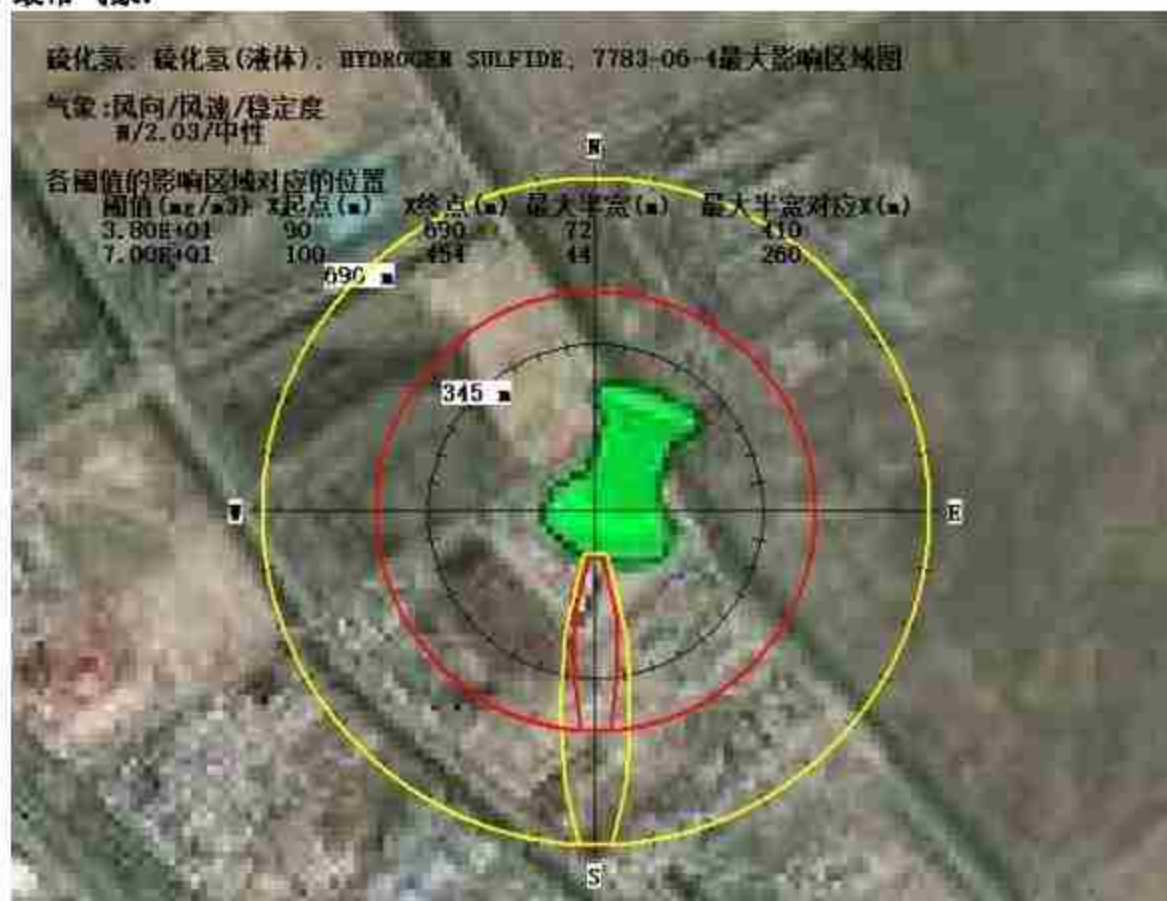 最常气象:
硫化氢: 硫化氢(液体); HYDROGEN SULFIDE; 7783-06-4最大影响区域图
气象:风向/风速/稳定度
N/2.03/中性
各阈值的影响区域对应的位置
阈值(mg/m3) X起点(m) X终点(m) 最大半宽(m) 最大半宽对应X(m)
3.80E+01 90 690 72 410
7.00E+01 100 454 44 260
N
690 m
345 m
W
E
S